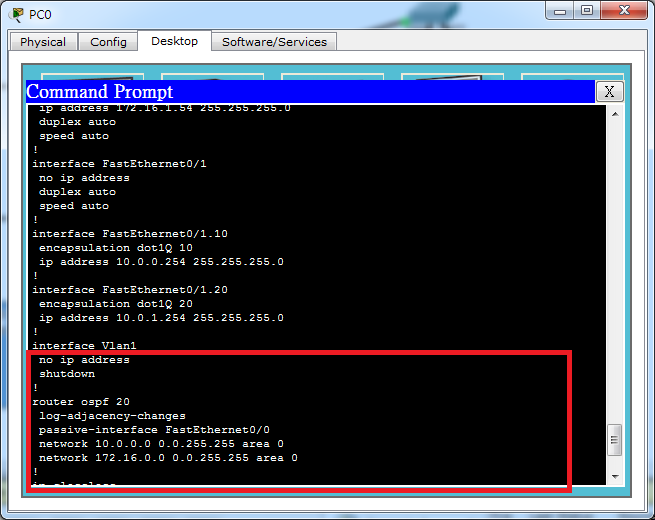 PC0
Physical Config Desktop Software/Services
Command Prompt
X
ip address 172.16.1.54 255.255.255.0
duplex auto
speed auto
!
interface FastEthernet0/1
no ip address
duplex auto
speed auto
!
interface FastEthernet0/1.10
encapsulation dot1Q 10
ip address 10.0.0.254 255.255.255.0
!
interface FastEthernet0/1.20
encapsulation dot1Q 20
ip address 10.0.1.254 255.255.255.0
!
interface Vlan1
no ip address
shutdown
!
router ospf 20
log-adjacency-changes
passive-interface FastEthernet0/0
network 10.0.0.0 0.0.255.255 area 0
network 172.16.0.0 0.0.255.255 area 0
!
ip classless